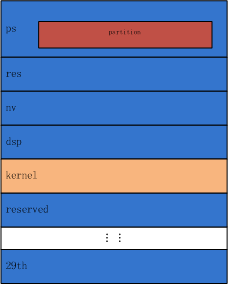 ps
partition
res
nv
dsp
kernel
reserved
⋮ ⋮
29th